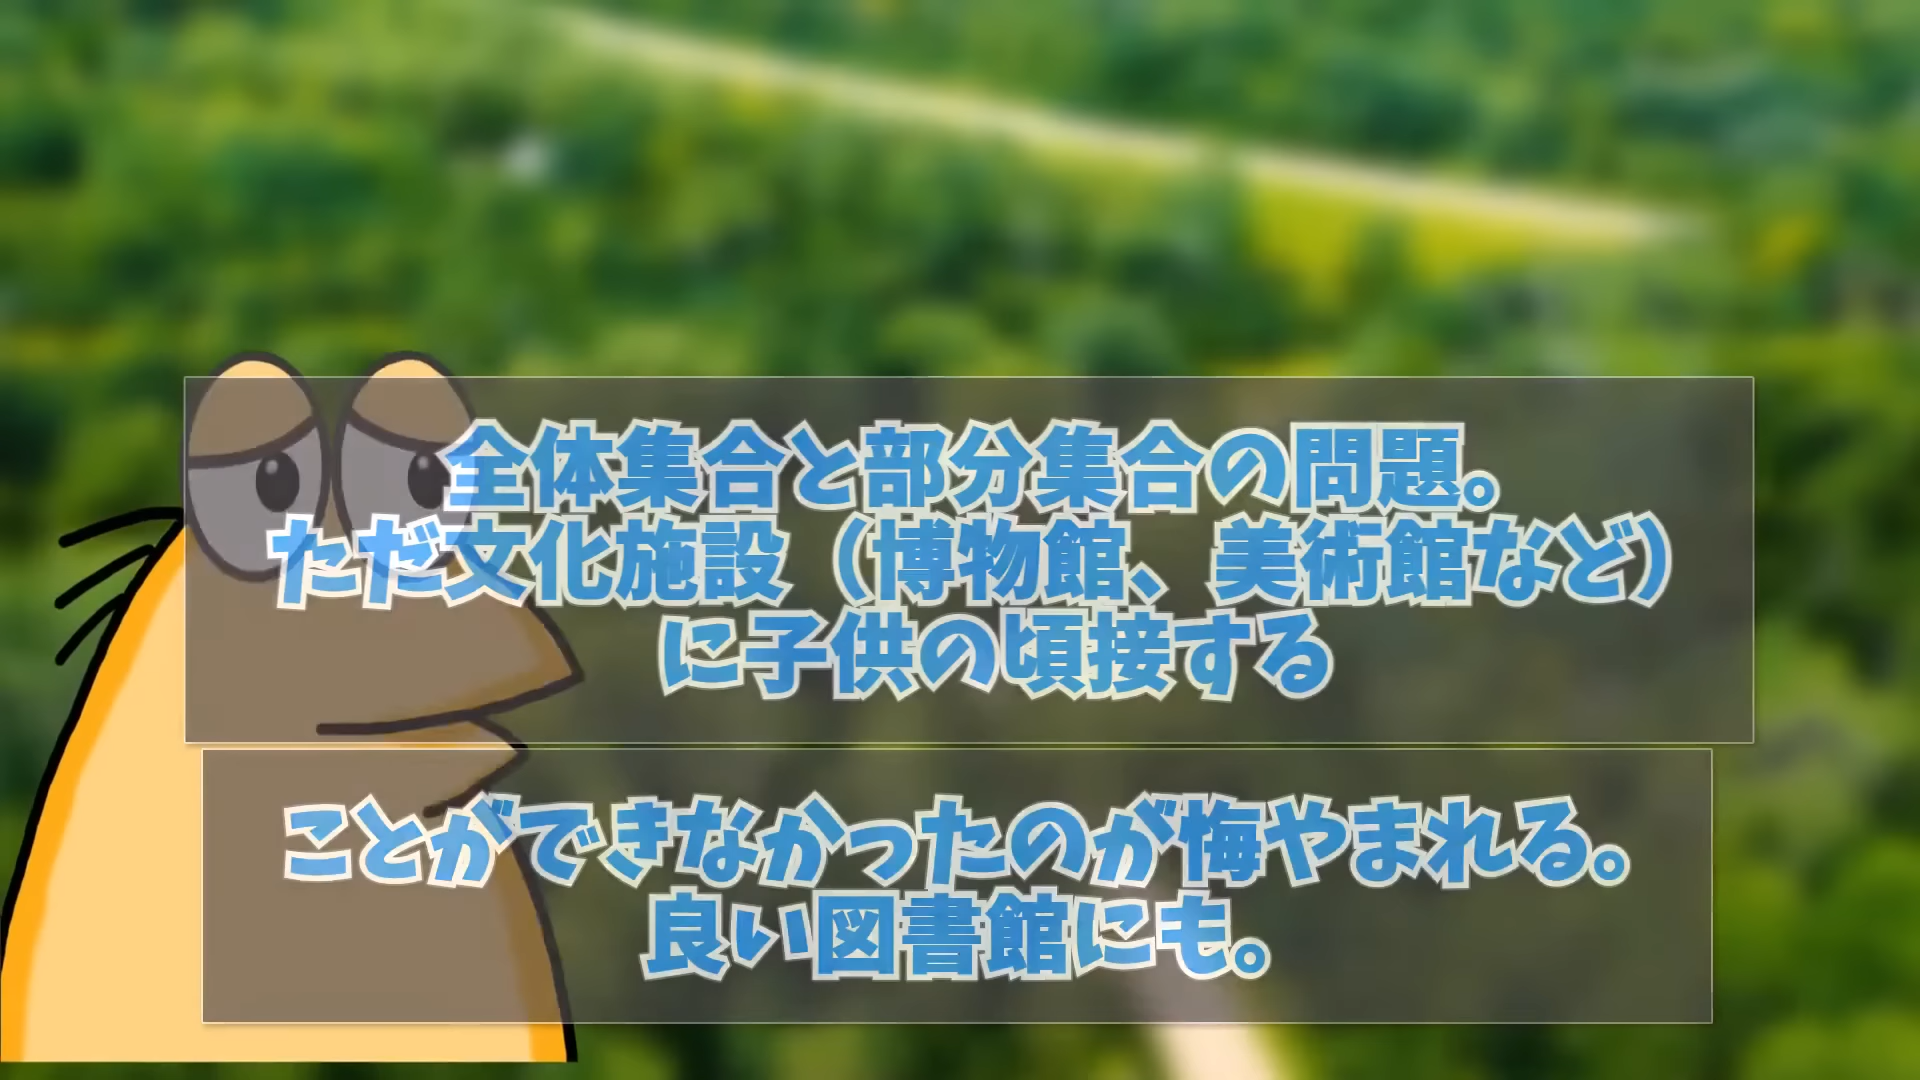 全体集合と部分集合の問題。
ただ文化施設（博物館、美術館など）
に子供の頃接する
ことができなかったのが悔やまれる。
良い図書館にも。